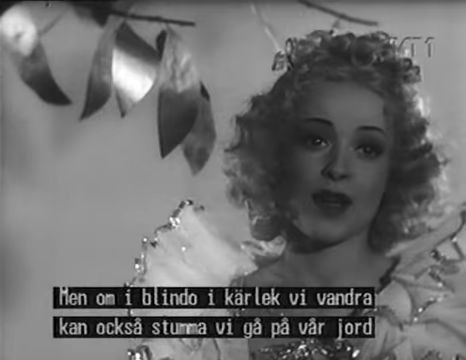 Men om i blindo i kärlek vi vandra
kan också stumma vi gå på vår jord